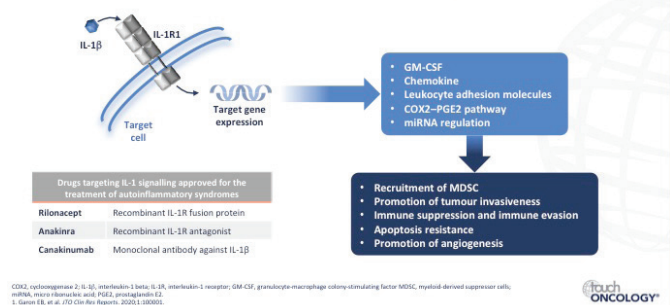 IL-1β
IL-1R1
Target gene
expression
Target
cell
• GM-CSF
• Chemokine
• Leukocyte adhesion molecules
• COX2–PGE2 pathway
• miRNA regulation
• Recruitment of MDSC
• Promotion of tumour invasiveness
• Immune suppression and immune evasion
• Apoptosis resistance
• Promotion of angiogenesis
Drugs targeting IL-1 signalling approved for the
treatment of autoinflammatory syndromes
Rilonacept Recombinant IL-1R fusion protein
Anakinra Recombinant IL-1R antagonist
Canakinumab Monoclonal antibody against IL-1β
COX2, cyclooxygenase 2; IL-1β, interleukin-1 beta; IL-1R, interleukin-1 receptor; GM-CSF, granulocyte-macrophage colony-stimulating factor MDSC, myeloid-derived suppressor cells;
miRNA, micro ribonucleic acid; PGE2, prostaglandin E2.
1. Garon EB, et al. JTO Clin Res Reports. 2020;1:100001.
touch
ONCOLOGY